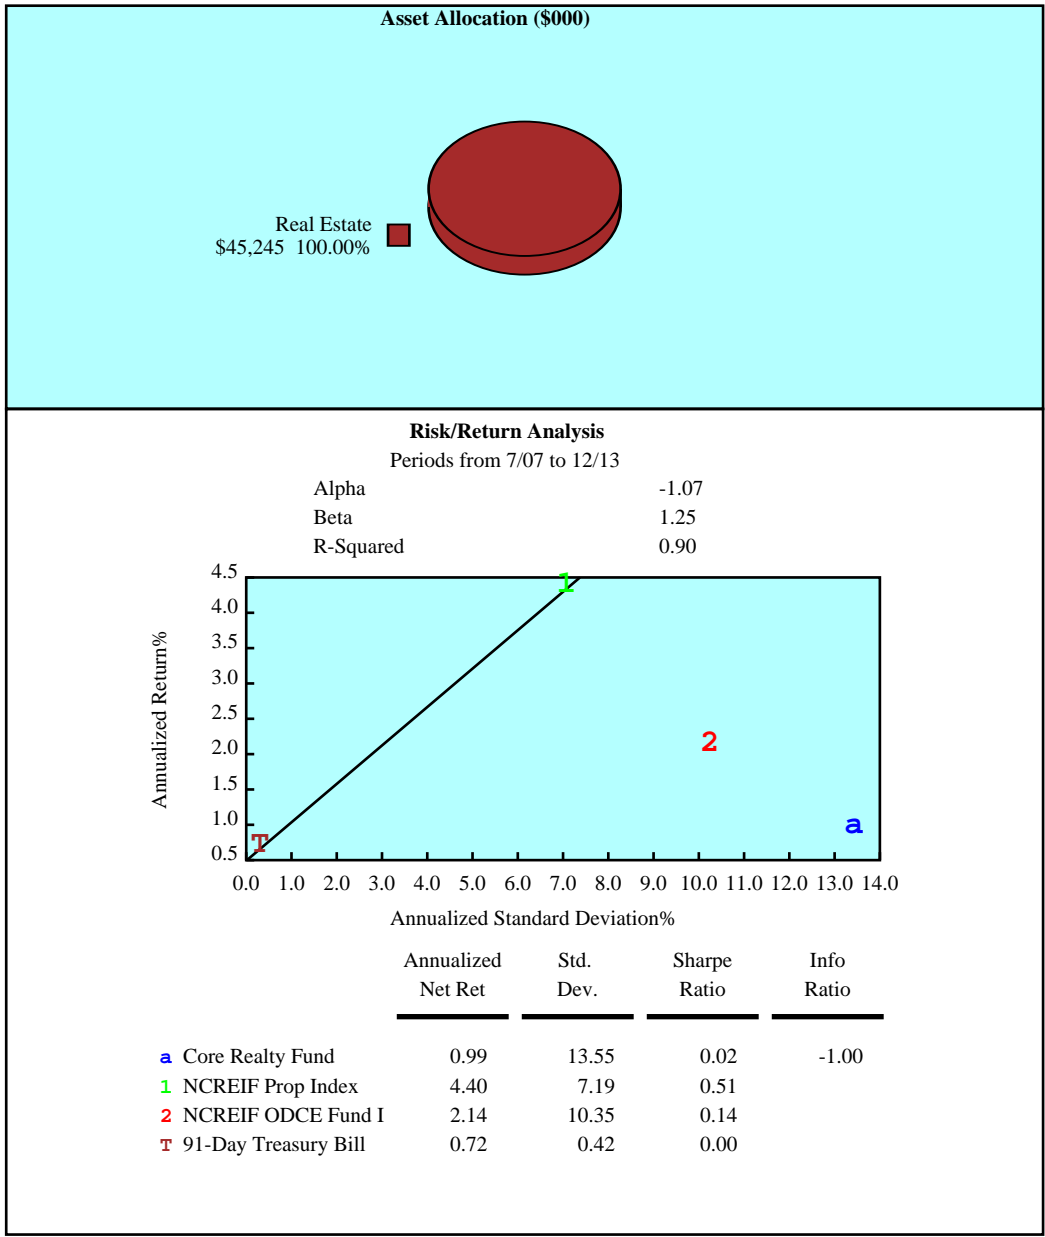 Asset Allocation ($000)
Real Estate
$45,245 100.00%
Risk/Return Analysis
Periods from 7/07 to 12/13
Alpha -1.07
Beta 1.25
R-Squared 0.90
4.5
4.0
3.5
3.0
2.5
2.0
1.5
1.0
0.5
Annualized Return%
1
2
a
T
0.0 1.0 2.0 3.0 4.0 5.0 6.0 7.0 8.0 9.0 10.0 11.0 12.0 13.0 14.0
Annualized Standard Deviation%
Annualized Std. Sharpe Info
Net Ret Dev. Ratio Ratio
a Core Realty Fund 0.99 13.55 0.02 -1.00
1 NCREIF Prop Index 4.40 7.19 0.51
2 NCREIF ODCE Fund I 2.14 10.35 0.14
T 91-Day Treasury Bill 0.72 0.42 0.00